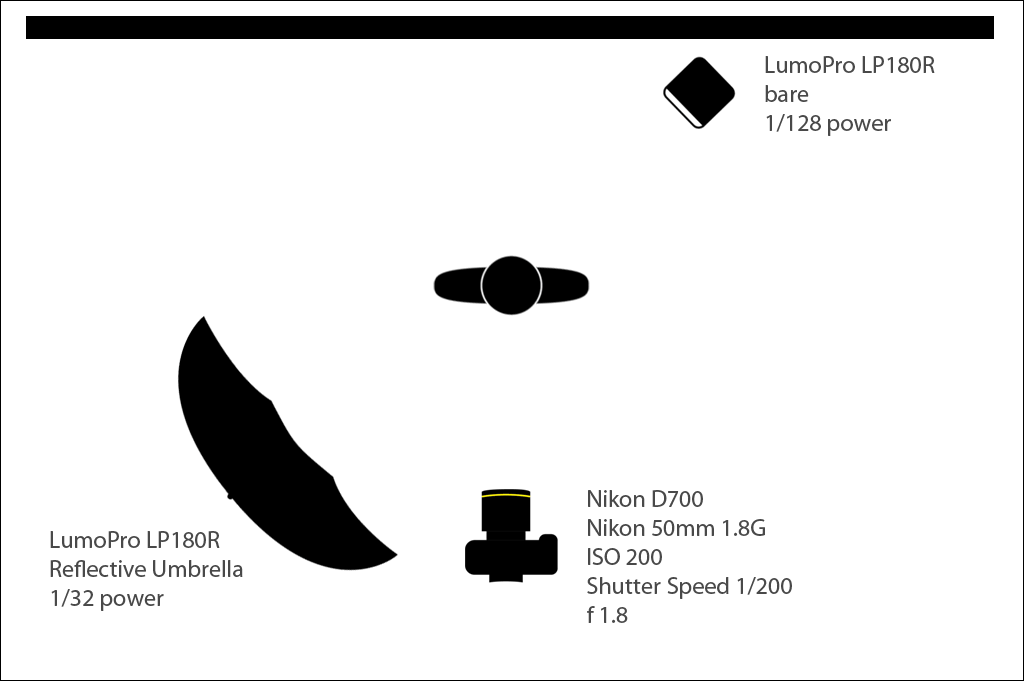 LumoPro LP180R
bare
1/128 power
Nikon D700
Nikon 50mm 1.8G
ISO 200
Shutter Speed 1/200
f 1.8
LumoPro LP180R
Reflective Umbrella
1/32 power